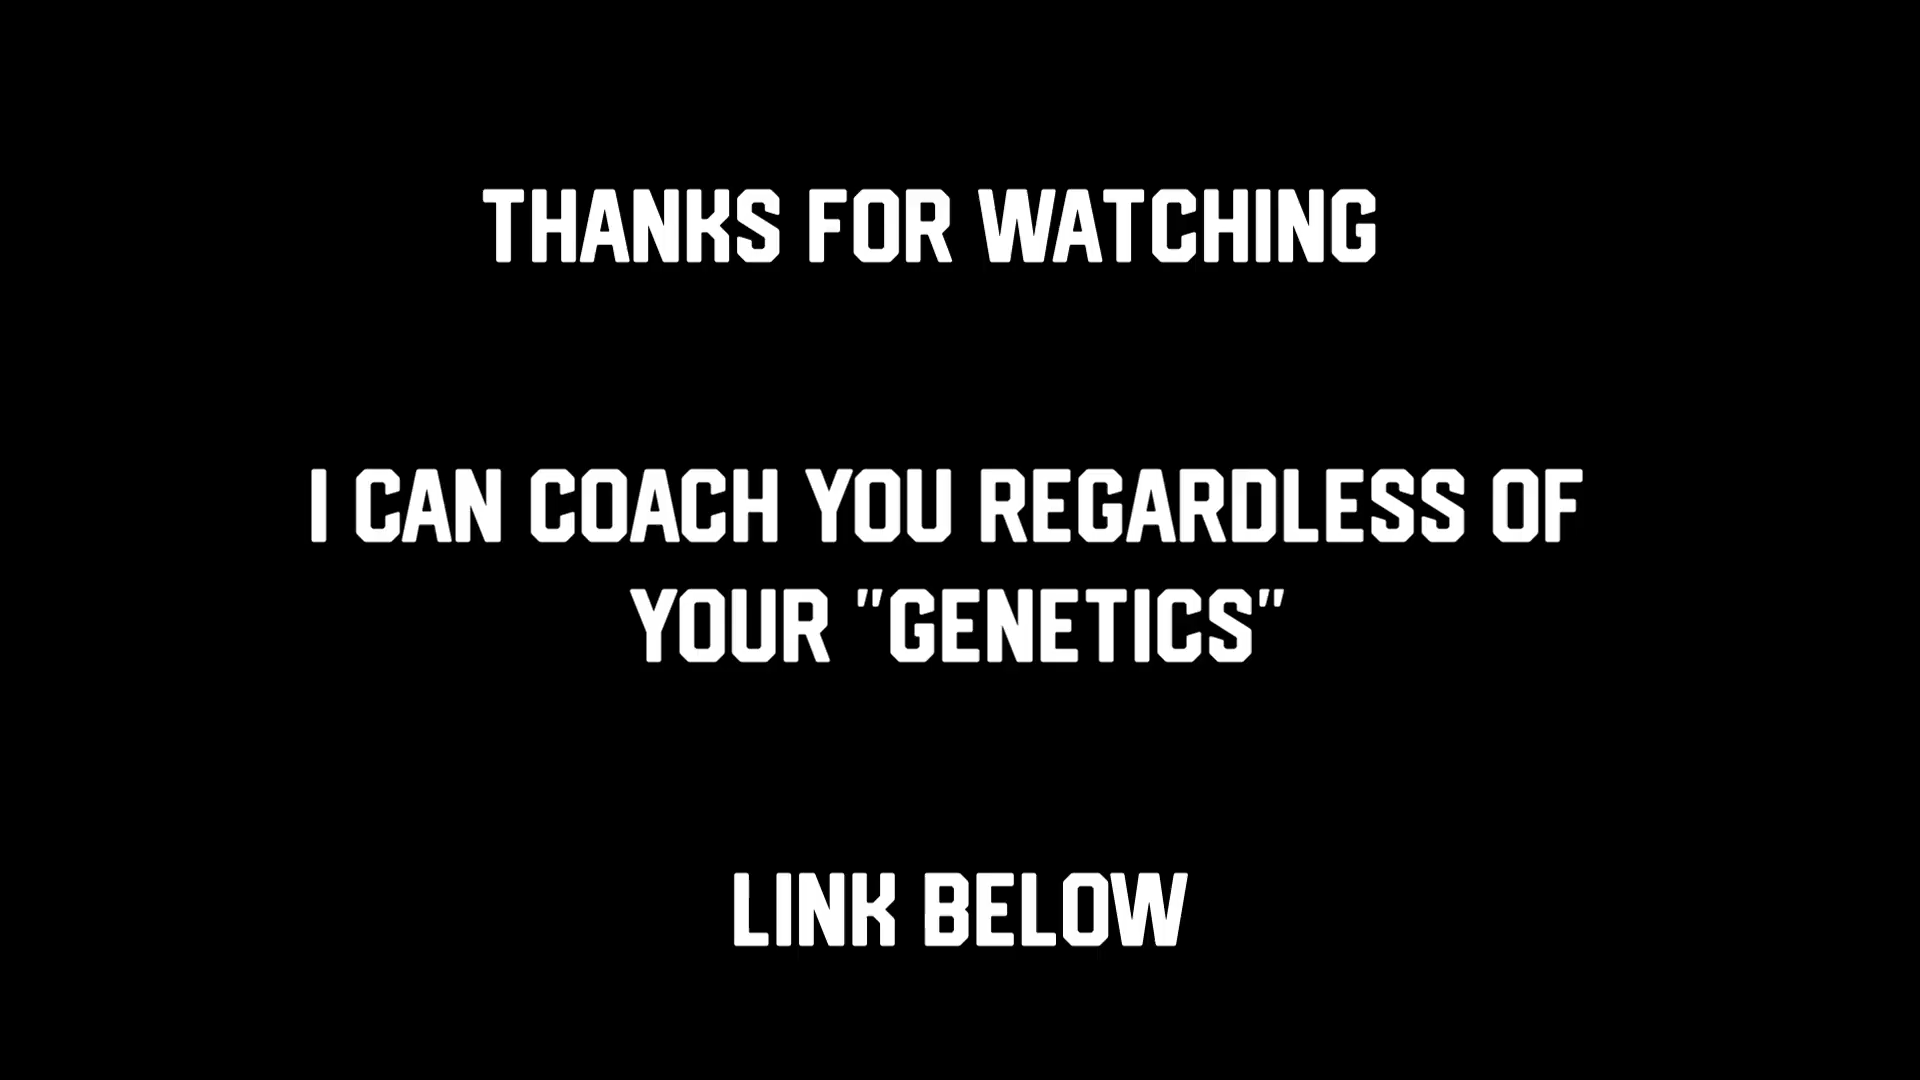 THANKS FOR WATCHING
I CAN COACH YOU REGARDLESS OF
YOUR "GENETICS"
LINK BELOW